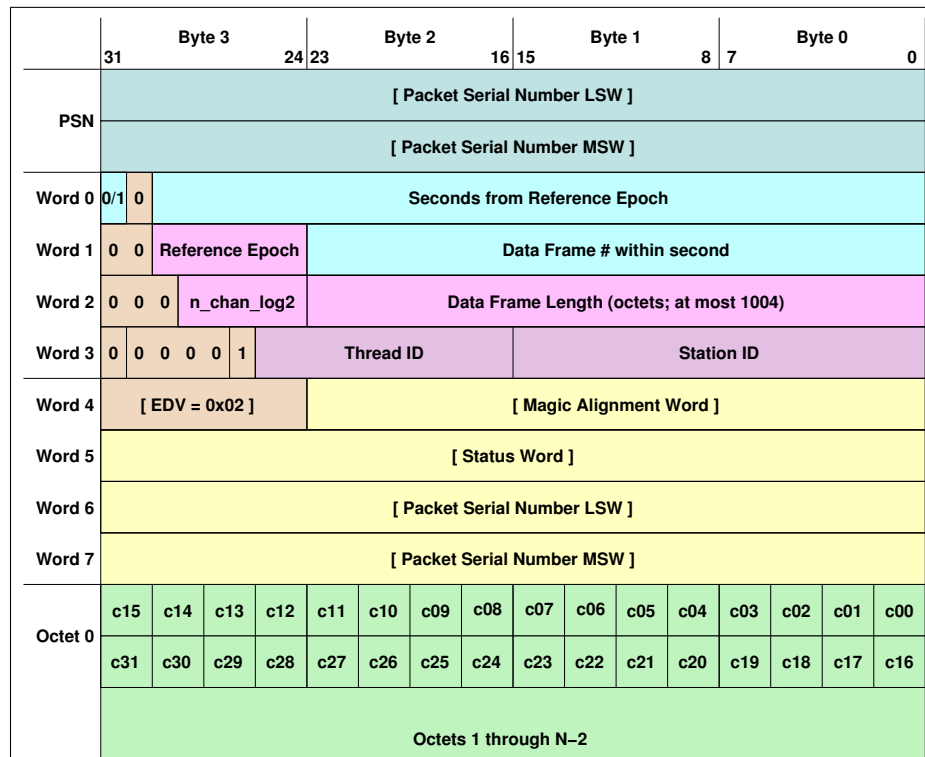 Byte 3 Byte 2 Byte 1 Byte 0
31 24 23 16 15 8 7 0
PSN
[ Packet Serial Number LSW ]
[ Packet Serial Number MSW ]
Word 0 0/1 0 Seconds from Reference Epoch
Word 1 0 0 Reference Epoch Data Frame # within second
Word 2 0 0 0 n_chan_log2 Data Frame Length (octets; at most 1004)
Word 3 0 0 0 0 0 1 Thread ID Station ID
Word 4 [ EDV = 0x02 ] [ Magic Alignment Word ]
Word 5 [ Status Word ]
Word 6 [ Packet Serial Number LSW ]
Word 7 [ Packet Serial Number MSW ]
Octet 0
c15 c14 c13 c12 c11 c10 c09 c08 c07 c06 c05 c04 c03 c02 c01 c00
c31 c30 c29 c28 c27 c26 c25 c24 c23 c22 c21 c20 c19 c18 c17 c16
Octets 1 through N−2